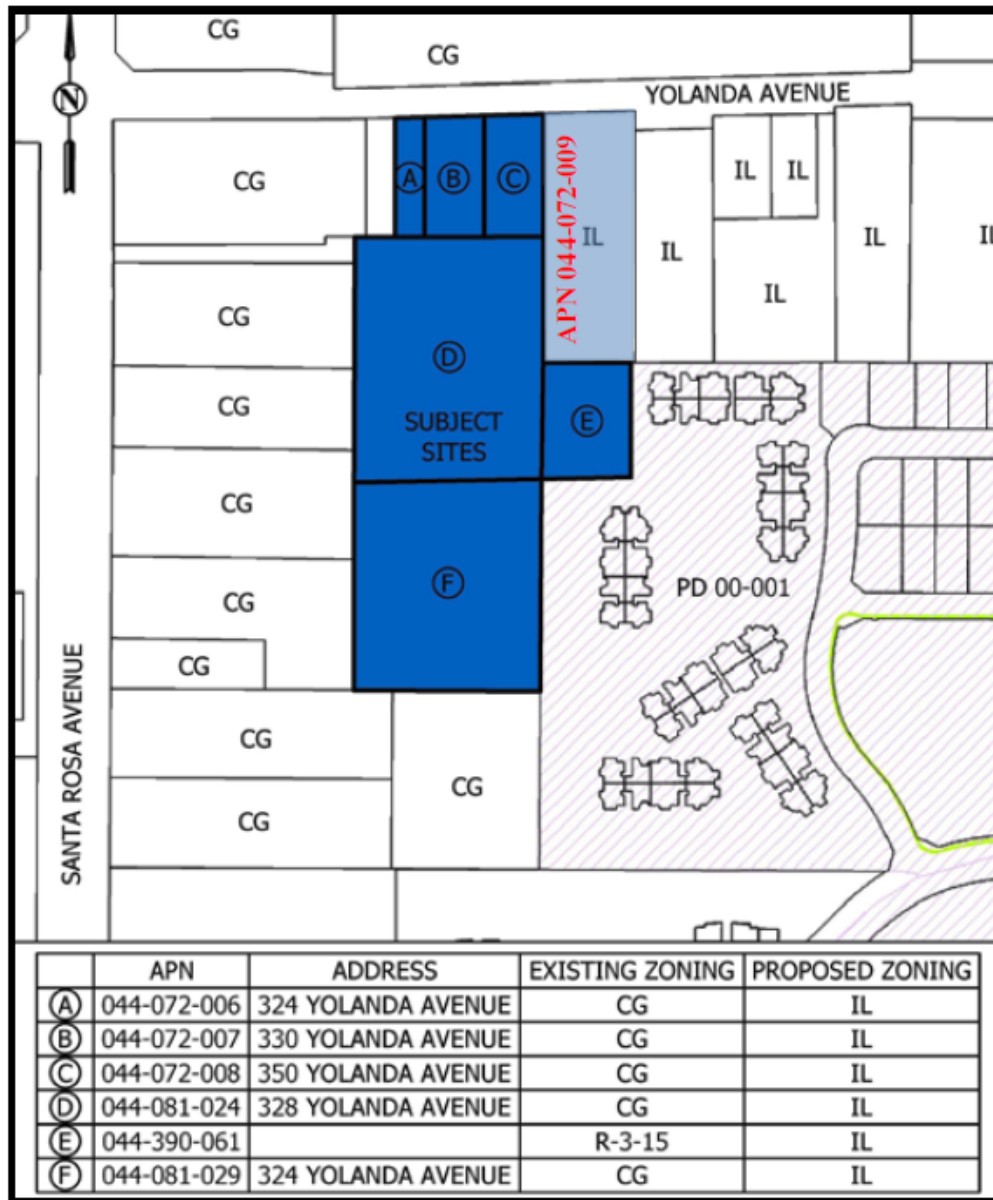 CG
CG
N
YOLANDA AVENUE
CG
A
B
C
APN 044-072-009
IL
IL
IL
IL
IL
IL
IL
CG
D
CG
SUBJECT
SITES
E
CG
F
PD 00-001
CG
CG
SANTA ROSA AVENUE
CG
CG
CG
APN ADDRESS EXISTING ZONING PROPOSED ZONING
A 044-072-006 324 YOLANDA AVENUE CG IL
B 044-072-007 330 YOLANDA AVENUE CG IL
C 044-072-008 350 YOLANDA AVENUE CG IL
D 044-081-024 328 YOLANDA AVENUE CG IL
E 044-390-061 R-3-15 IL
F 044-081-029 324 YOLANDA AVENUE CG IL